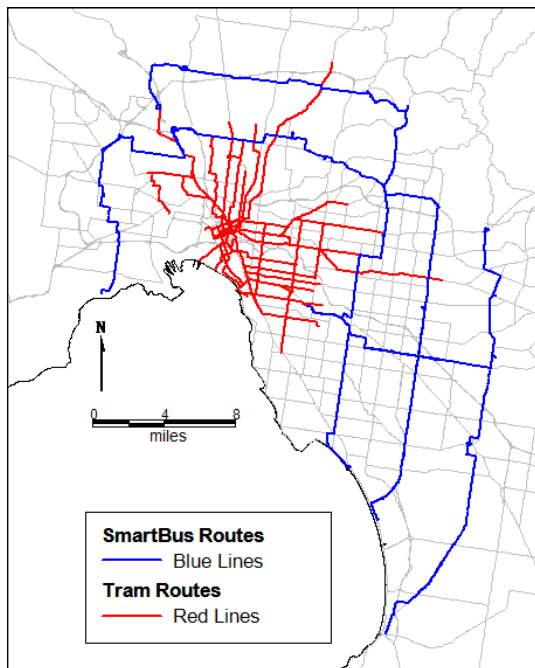 N
0 4 8
miles
SmartBus Routes
Blue Lines
Tram Routes
Red Lines